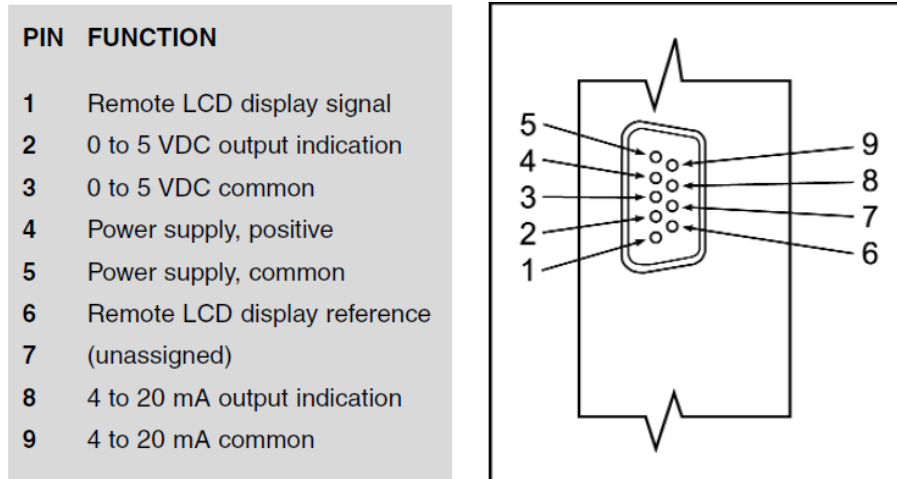 PIN FUNCTION
1 Remote LCD display signal
2 0 to 5 VDC output indication
3 0 to 5 VDC common
4 Power supply, positive
5 Power supply, common
6 Remote LCD display reference
7 (unassigned)
8 4 to 20 mA output indication
9 4 to 20 mA common
5
4
3
2
1
9
8
7
6